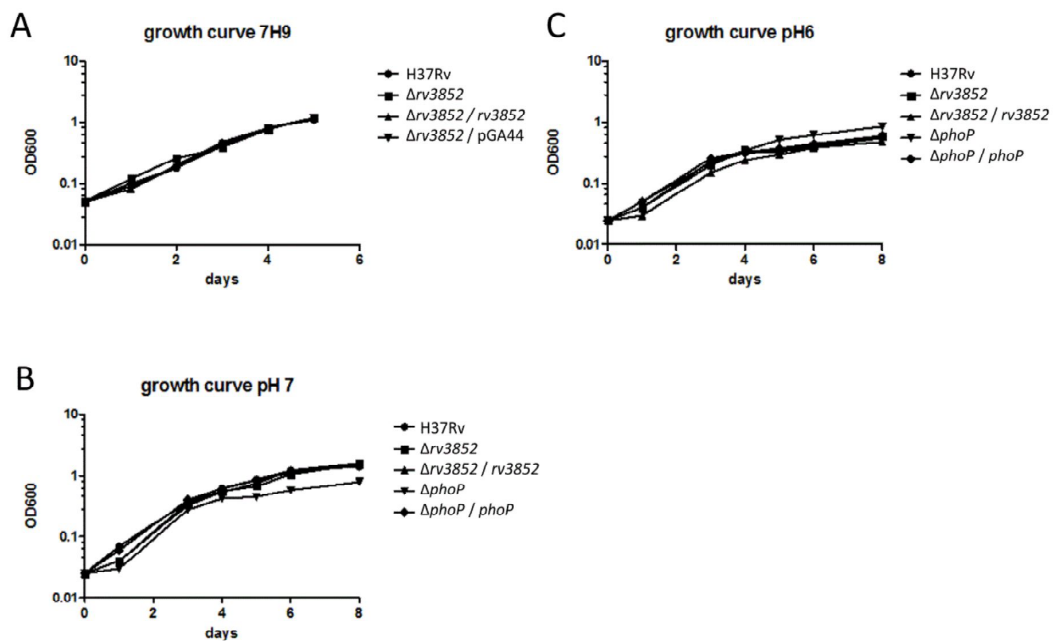 A
growth curve 7H9
10
1
0.1
0.01
OD600
0 2 4 6
days
H37Rv
Δrv3852
Δrv3852 / rv3852
Δrv3852 / pGA44
C
growth curve pH6
10
1
0.1
0.01
OD600
0 2 4 6 8
days
H37Rv
Δrv3852
Δrv3852 / rv3852
ΔphoP
ΔphoP / phoP
B
growth curve pH 7
10
1
0.1
0.01
OD600
0 2 4 6 8
days
H37Rv
Δrv3852
Δrv3852 / rv3852
ΔphoP
ΔphoP / phoP